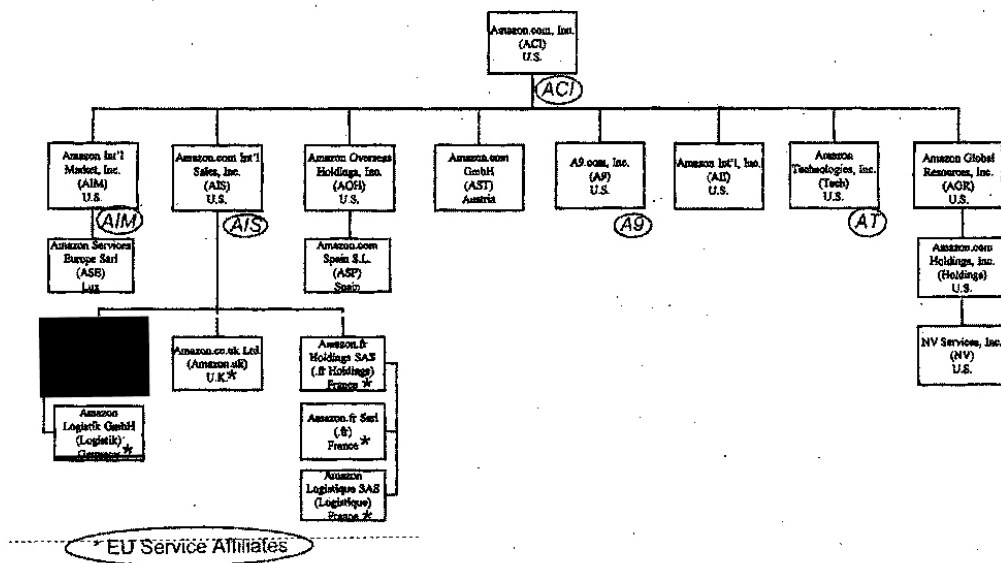 Amazon.com, Inc.
(ACI)
U.S.
ACI
Amazon Int'l
Market, Inc.
(AIM)
U.S.
AIM
Amazon.com Int'l
Sales, Inc.
(AIS)
U.S.
AIS
Amazon Overseas
Holdings, Inc.
(AOH)
U.S.
Amazon.com
GmbH
(AST)
Austria
A9.com, Inc.
(A9)
U.S.
A9
Amazon Int'l, Inc.
(AII)
U.S.
Amazon
Technologies, Inc.
(Tech)
U.S.
AT
Amazon Global
Resources, Inc.
(AGR)
U.S.
Amazon Services
Europe Sarl
(ASE)
Lux
Amazon.com
Spain S.L.
(ASP)
Spain
Amazon.com
Holdings, Inc.
(Holdings)
U.S.
Amazon.co.uk Ltd.
(Amazon.uk)
U.K.*
Amazon.fr
Holdings SAS
(.fr Holdings)
France *
NV Services, Inc.
(NV)
U.S.
Amazon
Logistik GmbH
(Logistik)
Germany *
Amazon.fr Sarl
(.fr)
France *
Amazon
Logistique SAS
(Logistique)
France *
* EU Service Affiliates